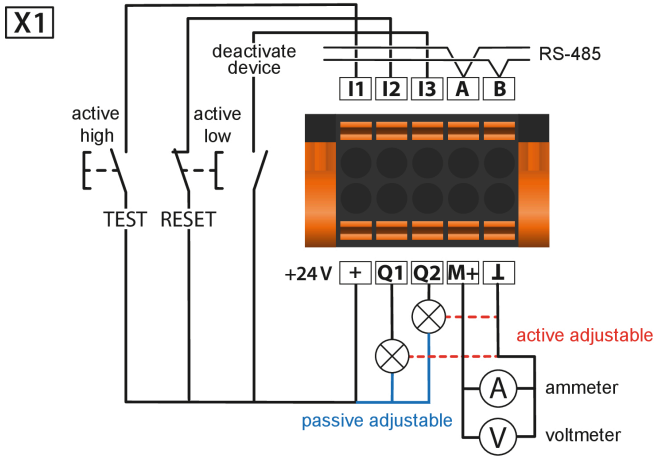 X1
deactivate
device
RS-485
I1 I2 I3 A B
active
high
active
low
TEST RESET
+24 V + Q1 Q2 M+ ⊥
active adjustable
A ammeter
passive adjustable
V voltmeter